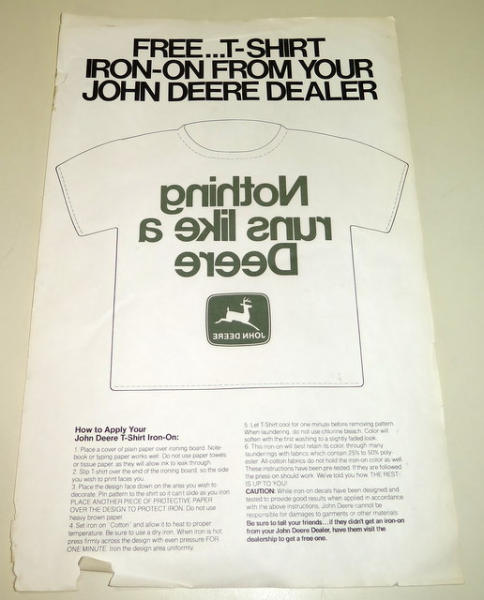 FREE...T-SHIRT
IRON-ON FROM YOUR
JOHN DEERE DEALER
Nothing
runs like a
Deere
JOHN DEERE
How to Apply Your
John Deere T-Shirt Iron-On:
1. Place a cover of plain paper over ironing board. Note-
book or typing paper works well. Do not use paper towels
or tissue paper, as they will allow ink to leak through.
2. Slip T-shirt over the end of the ironing board, so the side
you wish to print faces you.
3. Place the design face down on the area you wish to
decorate. Pin pattern to the shirt so it can't slide as you iron
PLACE ANOTHER PIECE OF PROTECTIVE PAPER
OVER THE DESIGN TO PROTECT IRON. Do not use
heavy brown paper.
4. Set iron on "Cotton" and allow it to heat to proper
temperature. Be sure to use a dry iron. When iron is hot
press firmly across the design with even pressure FOR
ONE MINUTE. Iron the design area uniformly.
5. Let T-Shirt cool for one minute before removing pattern.
When laundering, do not use chlorine bleach. Color will
soften with the first washing to a slightly faded look.
6. This iron-on will best retain its color, through many
launderings with fabrics which contain 25% to 50% poly-
ester. All-cotton fabrics do not hold the iron-on color as well.
These instructions have been pre-tested. If they are followed
the press-on should work. We've told you how. THE REST
IS UP TO YOU!
CAUTION: While iron-on decals have been designed and
tested to provide good results when applied in accordance
with the above instructions, John Deere cannot be
responsible for damages to garments or other materials
Be sure to tell your friends...if they didn't get an iron-on
from your John Deere Dealer, have them visit the
dealership to get a free one.